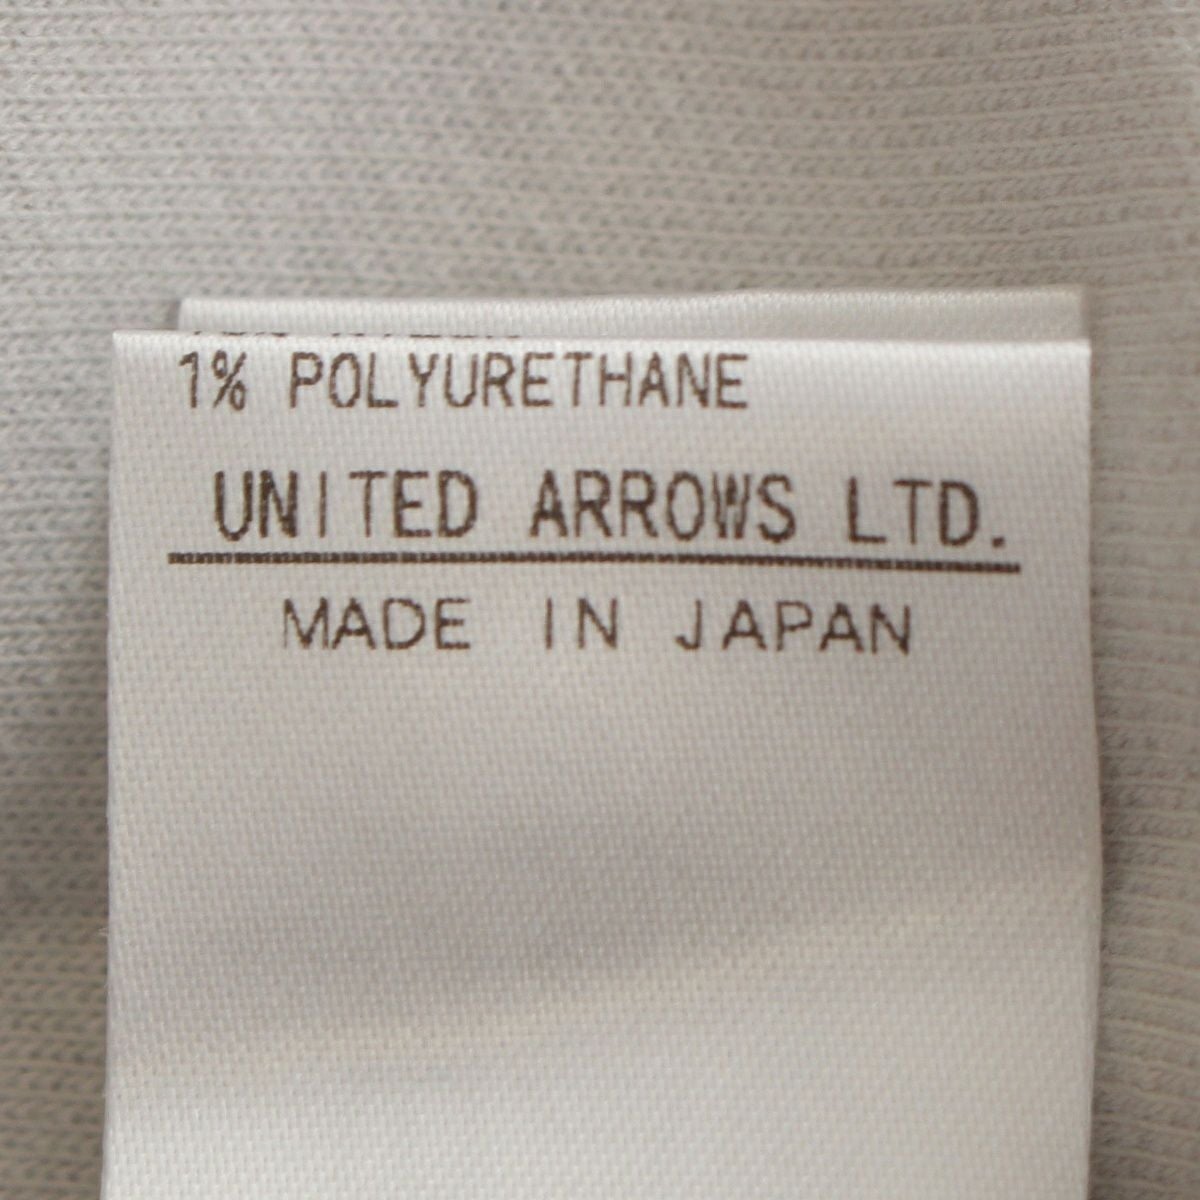 1% POLYURETHANE
UNITED ARROWS LTD.
MADE IN JAPAN